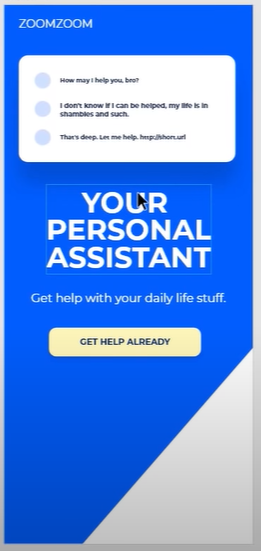 ZOOMZOOM
How may I help you, bro?
I don't know if I can be helped, my life is in
shambles and such.
That's deep. Let me help. http://short.url
YOUR
PERSONAL
ASSISTANT
Get help with your daily life stuff.
GET HELP ALREADY